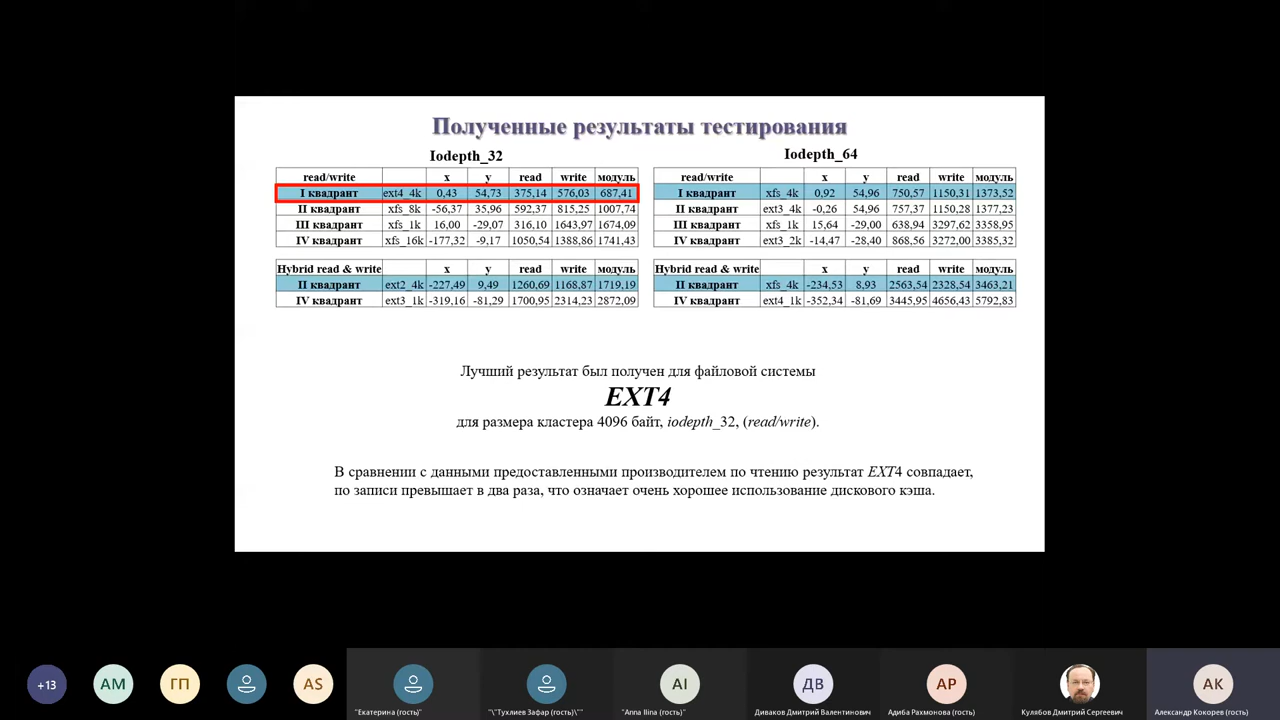 Полученные результаты тестирования
Iodepth_32
read/write x y read write модуль
I квадрант ext4_4k 0,43 54,73 375,14 576,03 687,41
II квадрант xfs_8k -56,37 35,96 592,37 815,25 1007,74
III квадрант xfs_1k 16,00 -29,07 316,10 1643,97 1674,09
IV квадрант xfs_16k -177,32 -9,17 1050,54 1388,86 1741,43
Hybrid read & write x y read write модуль
II квадрант ext2_4k -227,49 9,49 1260,69 1168,87 1719,19
IV квадрант ext3_1k -319,16 -81,29 1700,95 2314,23 2872,09
Iodepth_64
read/write x y read write модуль
I квадрант xfs_4k 0,92 54,96 750,57 1150,31 1373,52
II квадрант ext3_4k -0,26 54,96 757,37 1150,28 1377,23
III квадрант xfs_1k 15,64 -29,00 638,94 3297,62 3358,95
IV квадрант ext3_2k -14,47 -28,40 868,56 3272,00 3385,32
Hybrid read & write x y read write модуль
II квадрант xfs_4k -234,53 8,93 2563,54 2328,54 3463,21
IV квадрант ext4_1k -352,34 -81,69 3445,95 4656,43 5792,83
Лучший результат был получен для файловой системы
EXT4
для размера кластера 4096 байт, iodepth_32, (read/write).
В сравнении с данными предоставленными производителем по чтению результат EXT4 совпадает,
по записи превышает в два раза, что означает очень хорошее использование дискового кэша.
+13
AM
ГП
AS
"Екатерина (гость)"
"\"Тухлиев Зафар (гость)\""
AI
"Anna Ilina (гость)"
ДВ
Диваков Дмитрий Валентинович
АР
Адиба Рахмонова (гость)
Кулябов Дмитрий Сергеевич
АК
Александр Кокорев (гость)